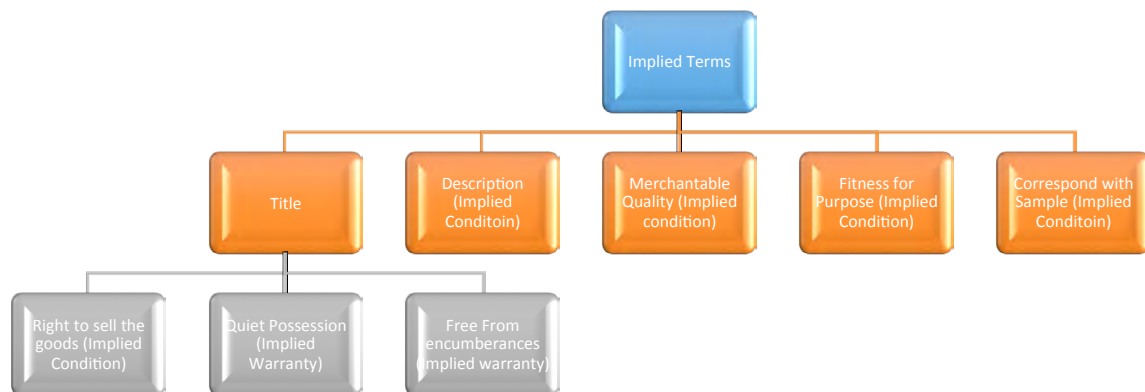 Implied Terms
Title
Description
(Implied
Conditoin)
Merchantable
Quality (Implied
condition)
Fitness for
Purpose (Implied
Condition)
Correspond with
Sample (Implied
Conditoin)
Right to sell the
goods (Implied
Condition)
Quiet Possession
(Implied
Warranty)
Free From
encumberances
(implied warranty)